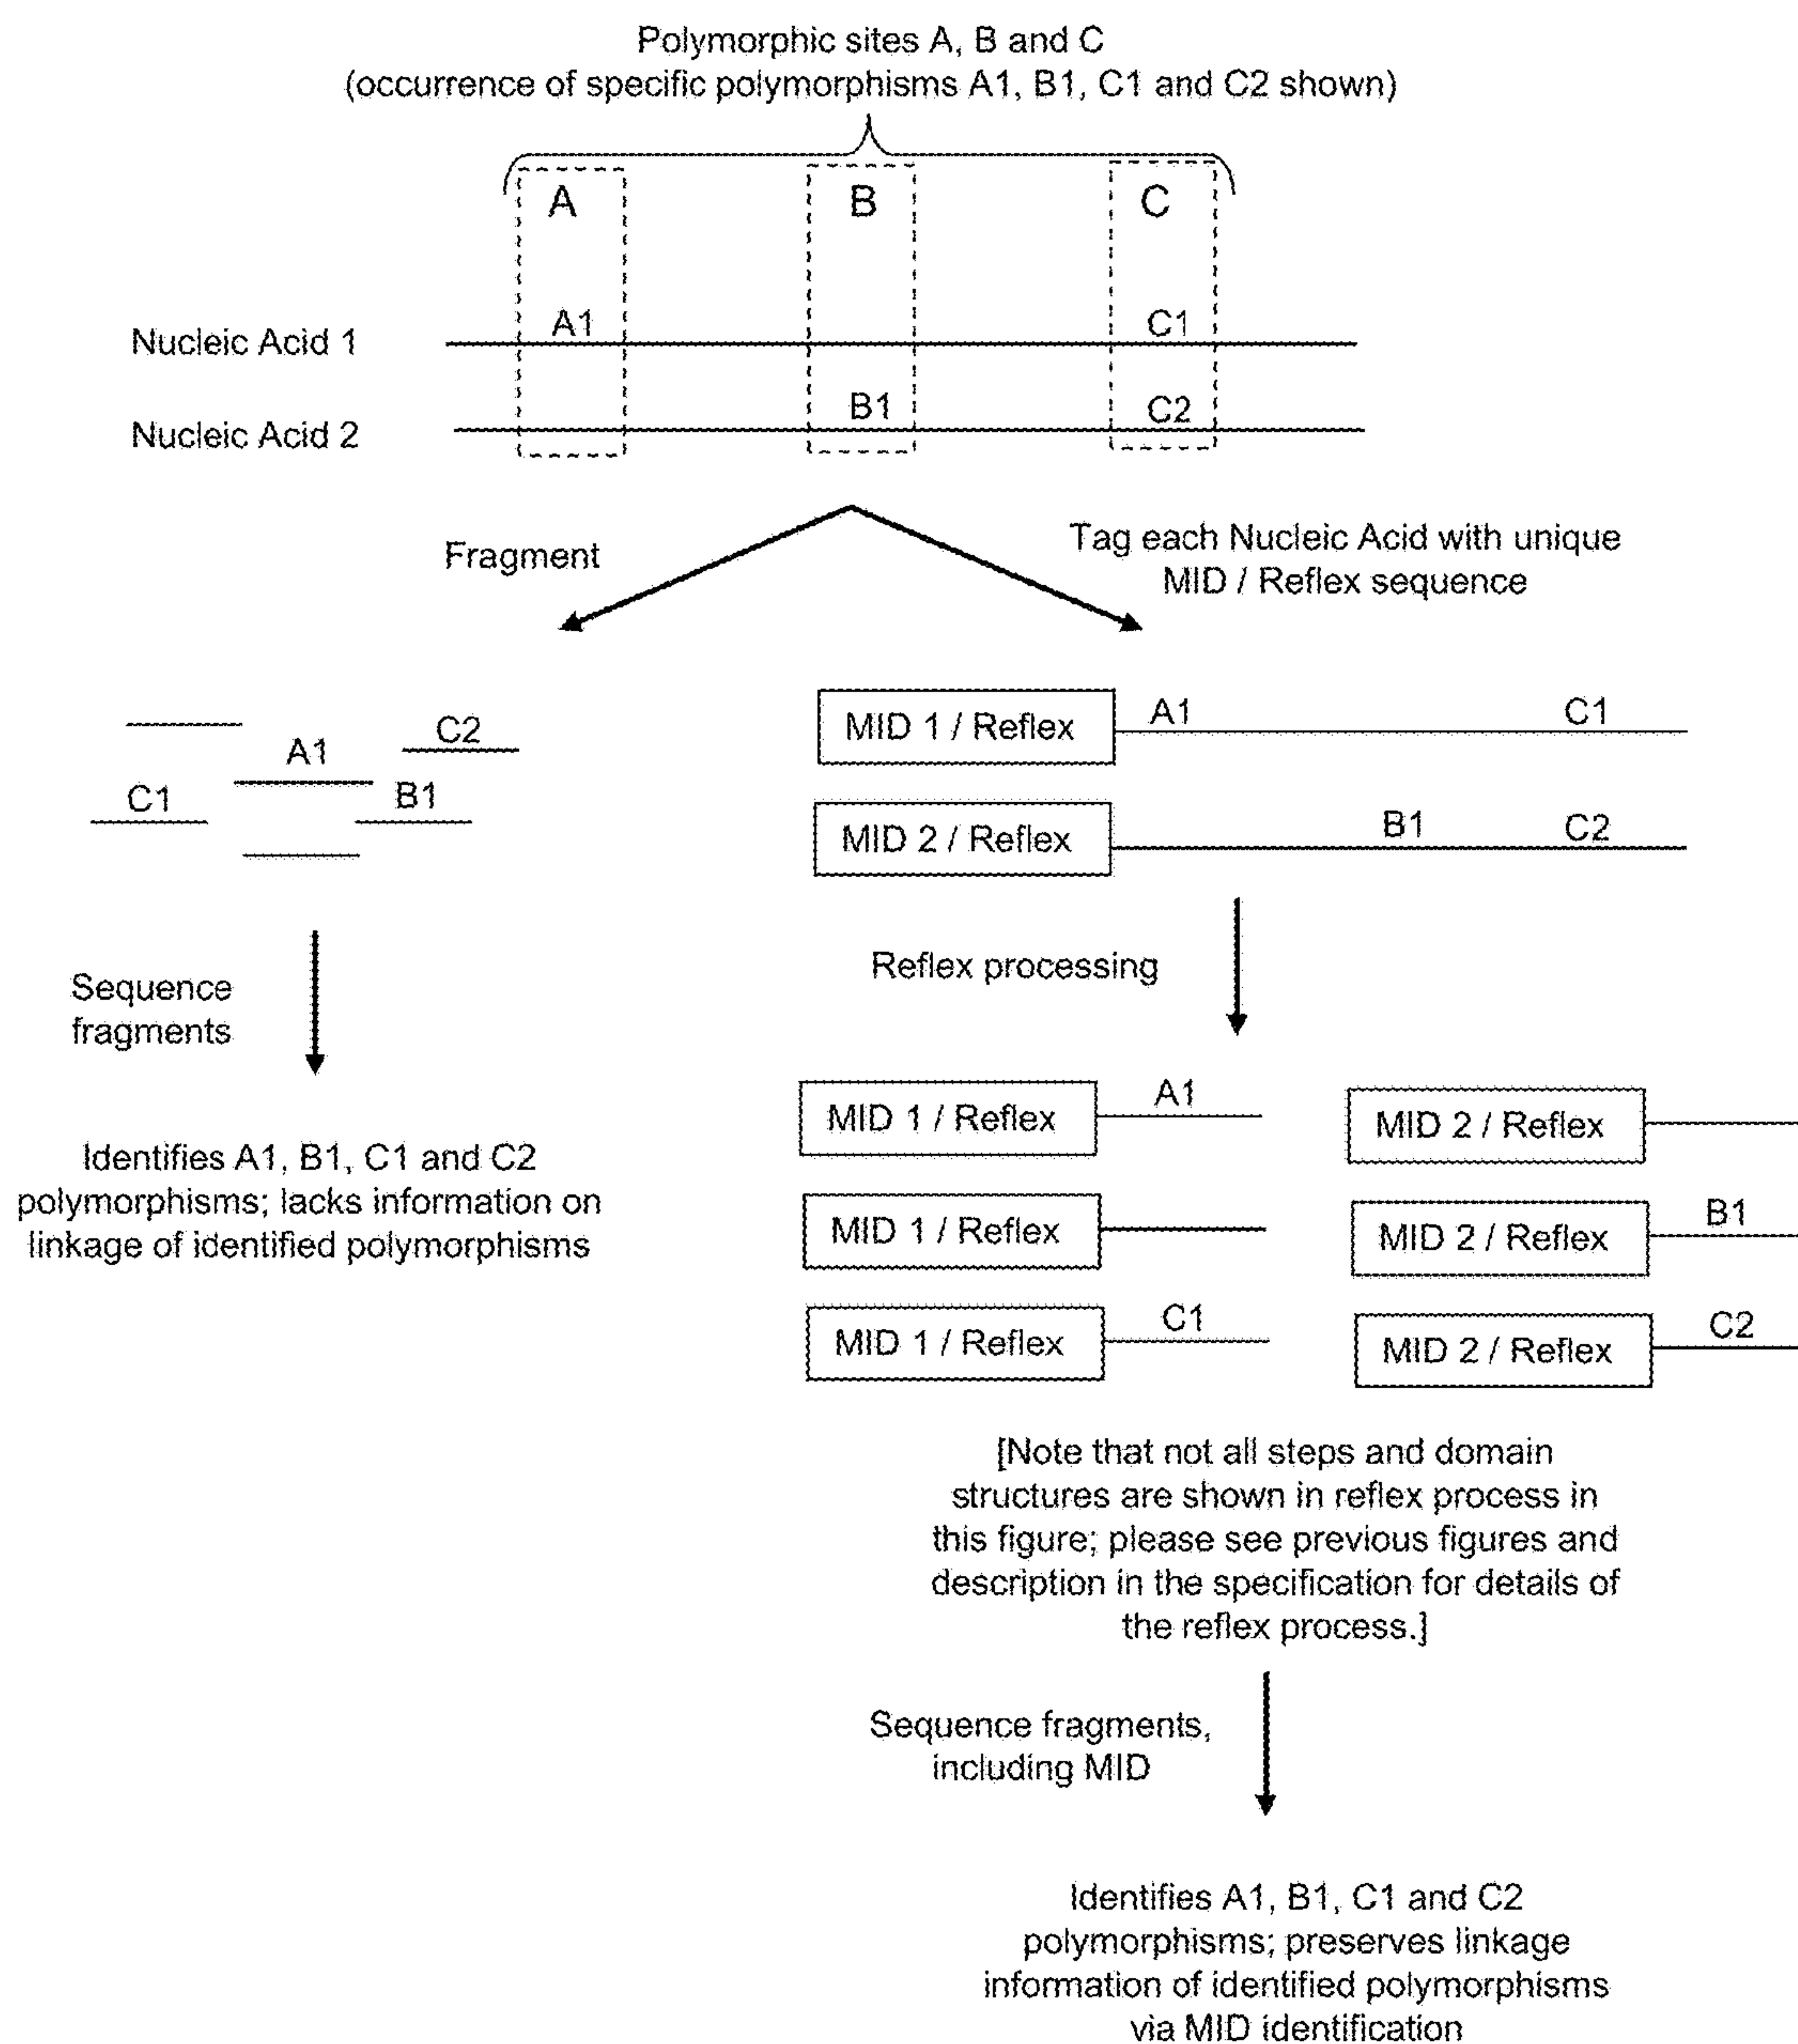 Polymorphic sites A, B and C
(occurrence of specific polymorphisms A1, B1, C1 and C2 shown)
A
B
C
A1
C1
Nucleic Acid 1
B1
C2
Nucleic Acid 2
Fragment
Tag each Nucleic Acid with unique
MID / Reflex sequence
C2
A1
C1
B1
MID 1 / Reflex
A1
C1
MID 2 / Reflex
B1
C2
Sequence
fragments
Reflex processing
Identifies A1, B1, C1 and C2
polymorphisms; lacks information on
linkage of identified polymorphisms
MID 1 / Reflex
A1
MID 2 / Reflex
MID 1 / Reflex
MID 2 / Reflex
B1
MID 1 / Reflex
C1
MID 2 / Reflex
C2
[Note that not all steps and domain
structures are shown in reflex process in
this figure; please see previous figures and
description in the specification for details of
the reflex process.]
Sequence fragments,
including MID
Identifies A1, B1, C1 and C2
polymorphisms; preserves linkage
information of identified polymorphisms
via MID identification